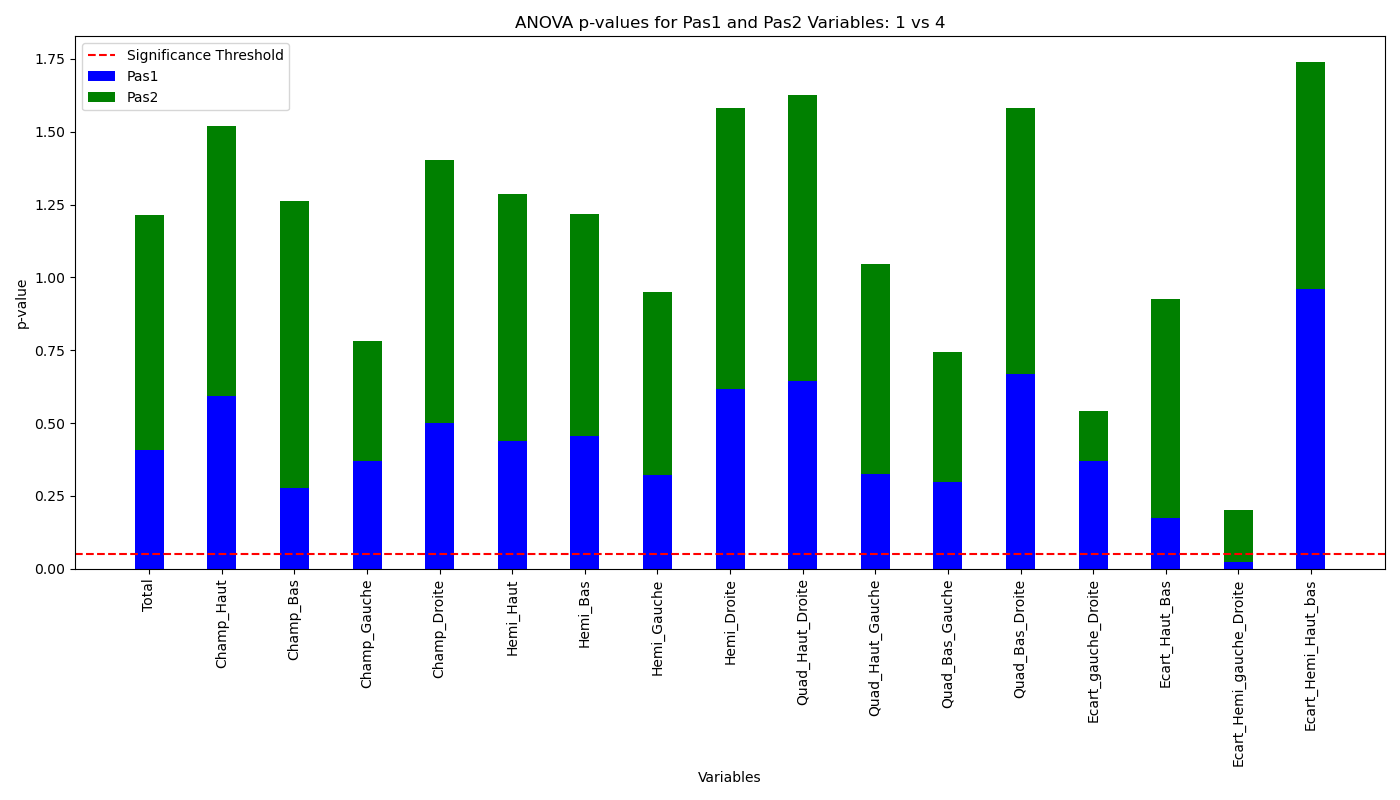 ANOVA p-values for Pas1 and Pas2 Variables: 1 vs 4
Significance Threshold
Pas1
Pas2
1.75
1.50
1.25
1.00
0.75
0.50
0.25
0.00
p-value
Total
Champ_Haut
Champ_Bas
Champ_Gauche
Champ_Droite
Hemi_Haut
Hemi_Bas
Hemi_Gauche
Hemi_Droite
Quad_Haut_Droite
Quad_Haut_Gauche
Quad_Bas_Gauche
Quad_Bas_Droite
Ecart_gauche_Droite
Ecart_Haut_Bas
Ecart_Hemi_gauche_Droite
Ecart_Hemi_Haut_bas
Variables